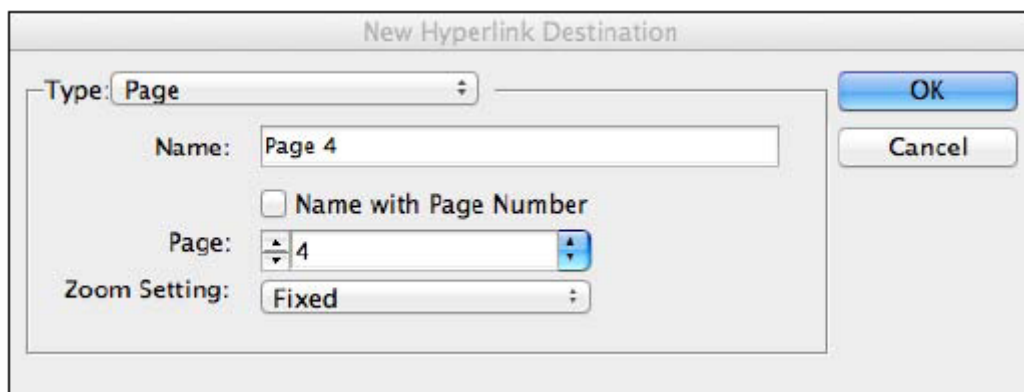 New Hyperlink Destination
Type: Page
OK
Name: Page 4
Cancel
Name with Page Number
Page: 4
Zoom Setting: Fixed